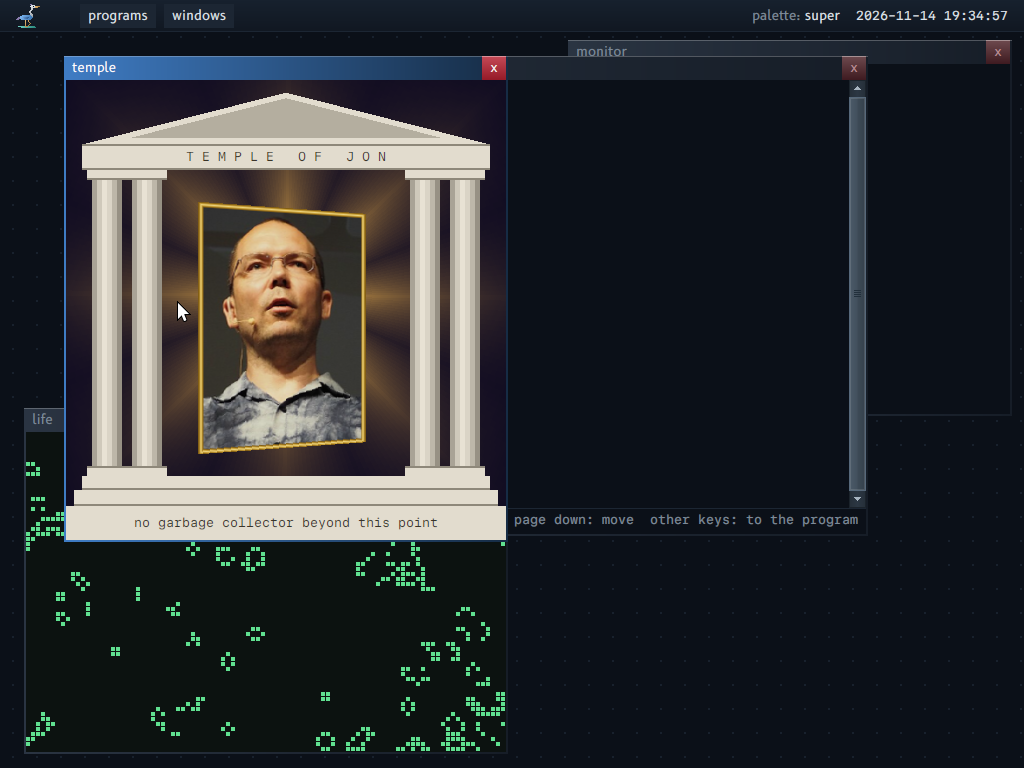 programs windows palette: super 2026-11-14 19:34:57
monitor x
temple x
x
TEMPLE OF JON
life
no garbage collector beyond this point
page down: move other keys: to the program